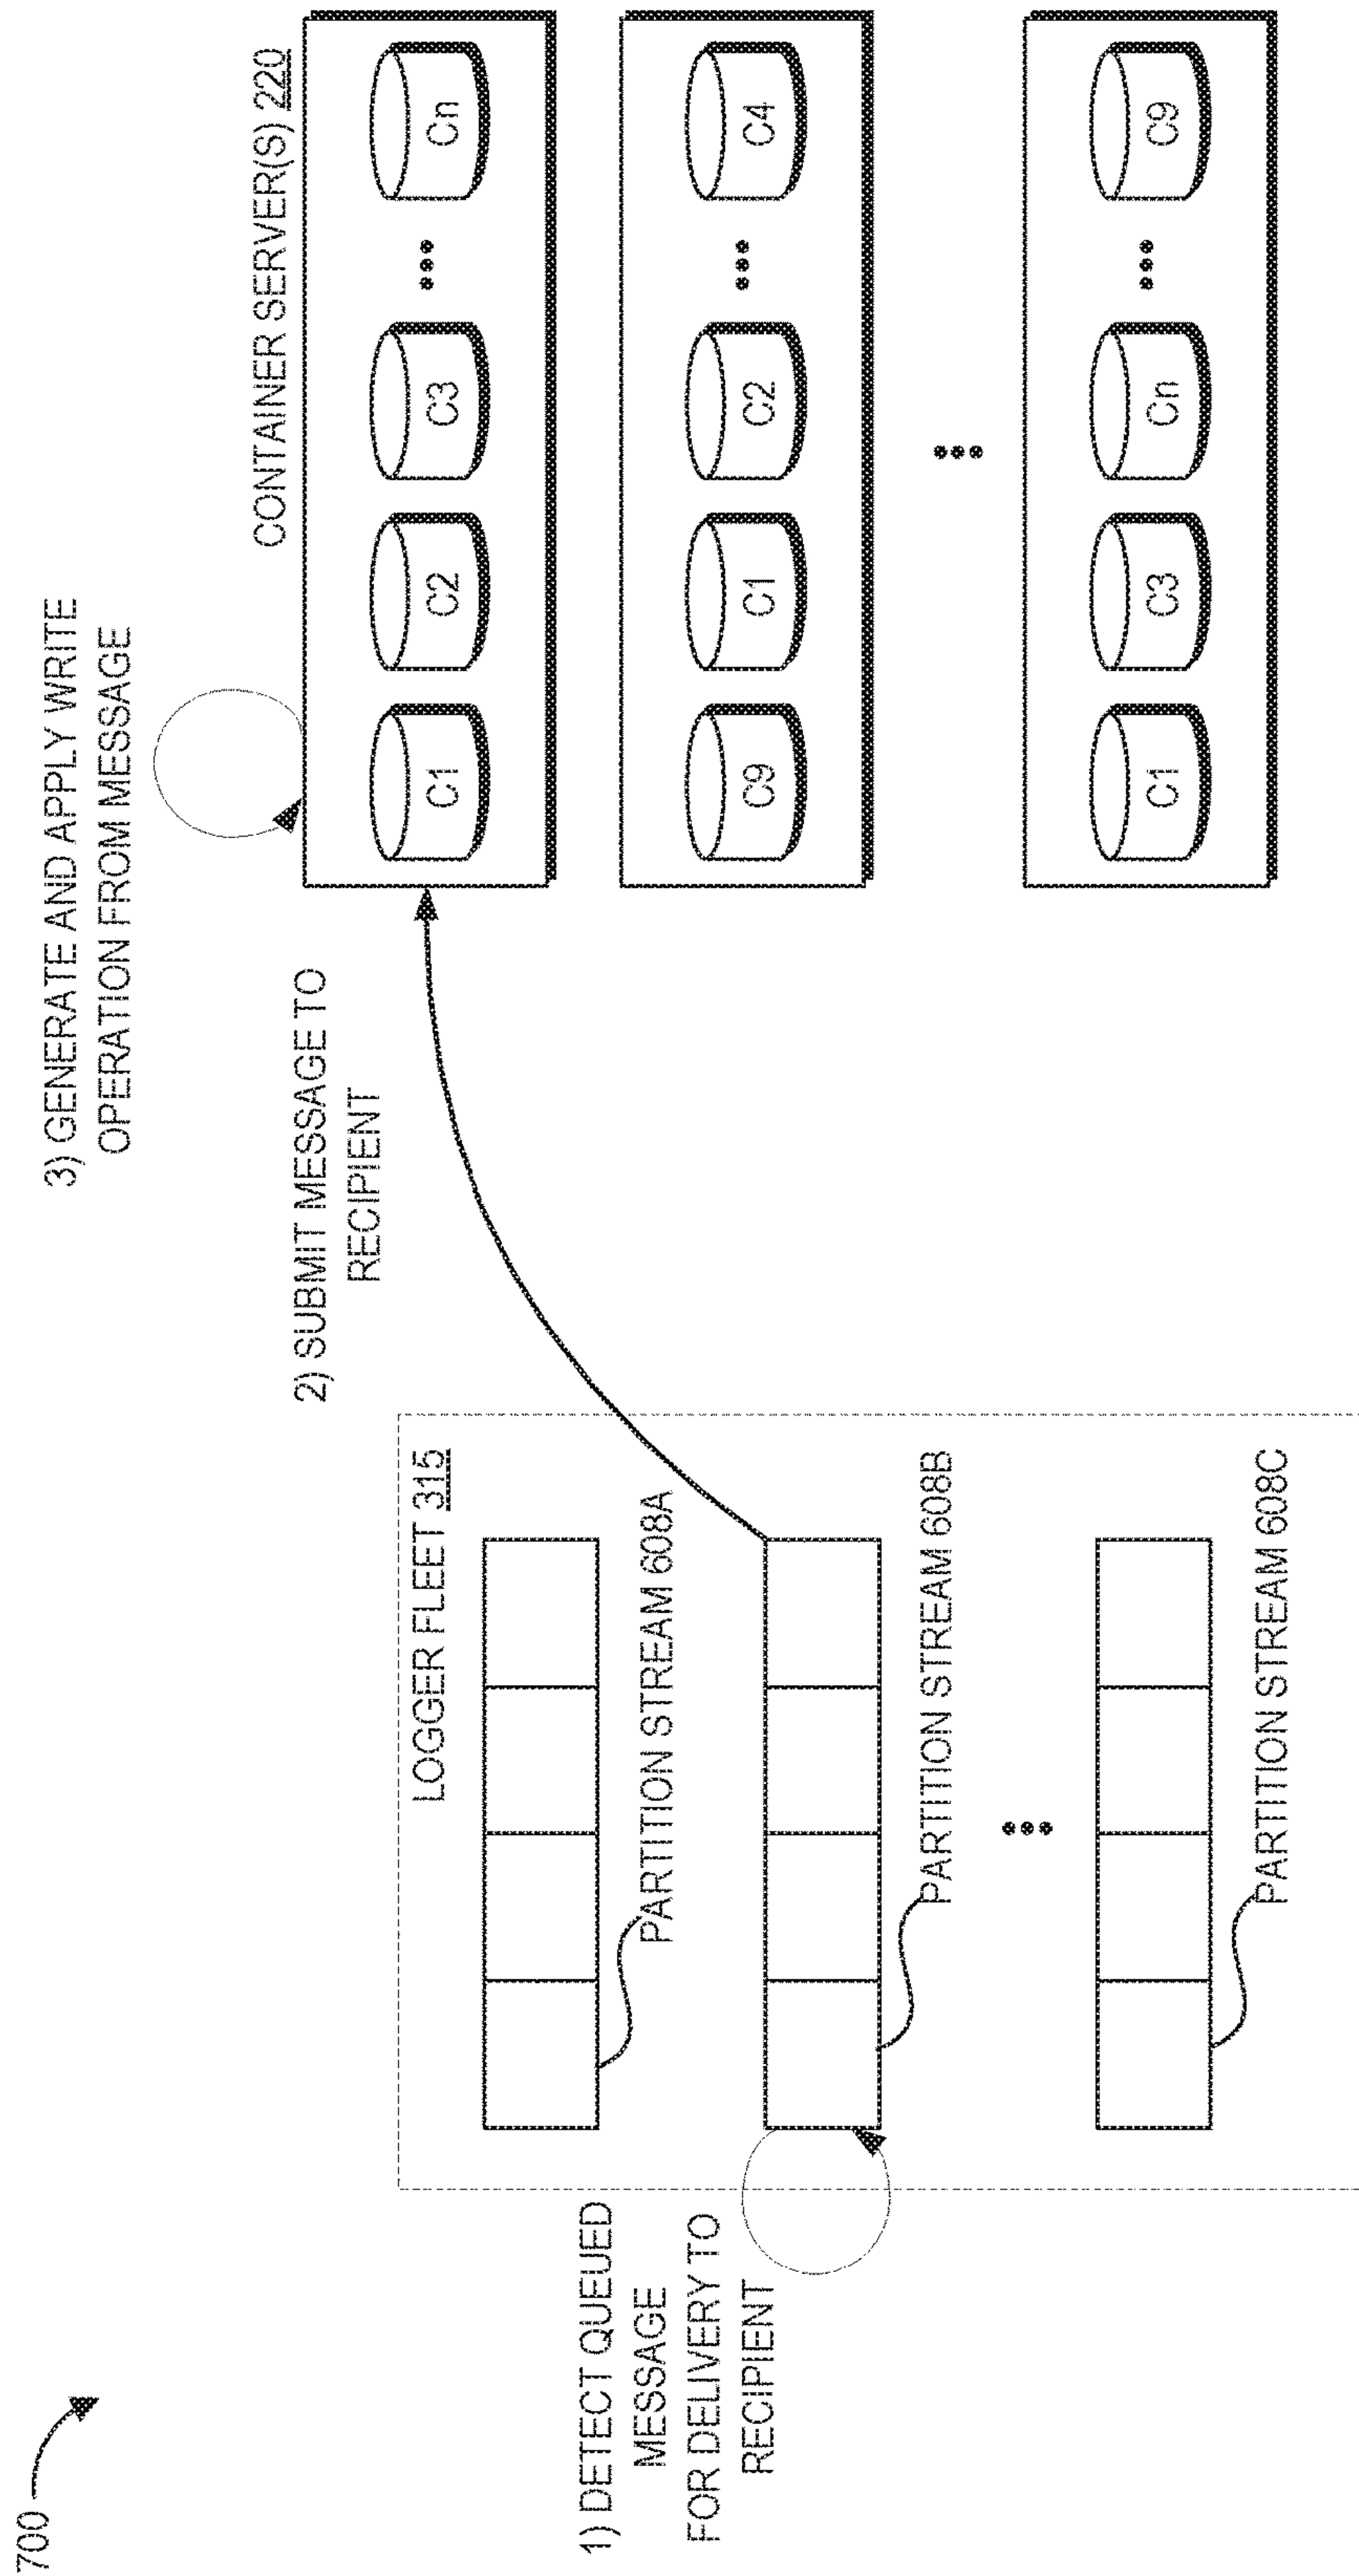 700
3) GENERATE AND APPLY WRITE
OPERATION FROM MESSAGE
CONTAINER SERVER(S) 220
2) SUBMIT MESSAGE TO
RECIPIENT
C1
C2
C3
•••
Cn
LOGGER FLEET 315
1) DETECT QUEUED
MESSAGE
FOR DELIVERY TO
RECIPIENT
PARTITION STREAM 608A
C9
C1
C2
•••
C4
PARTITION STREAM 608B
•••
•••
C1
C3
Cn
•••
C9
PARTITION STREAM 608C